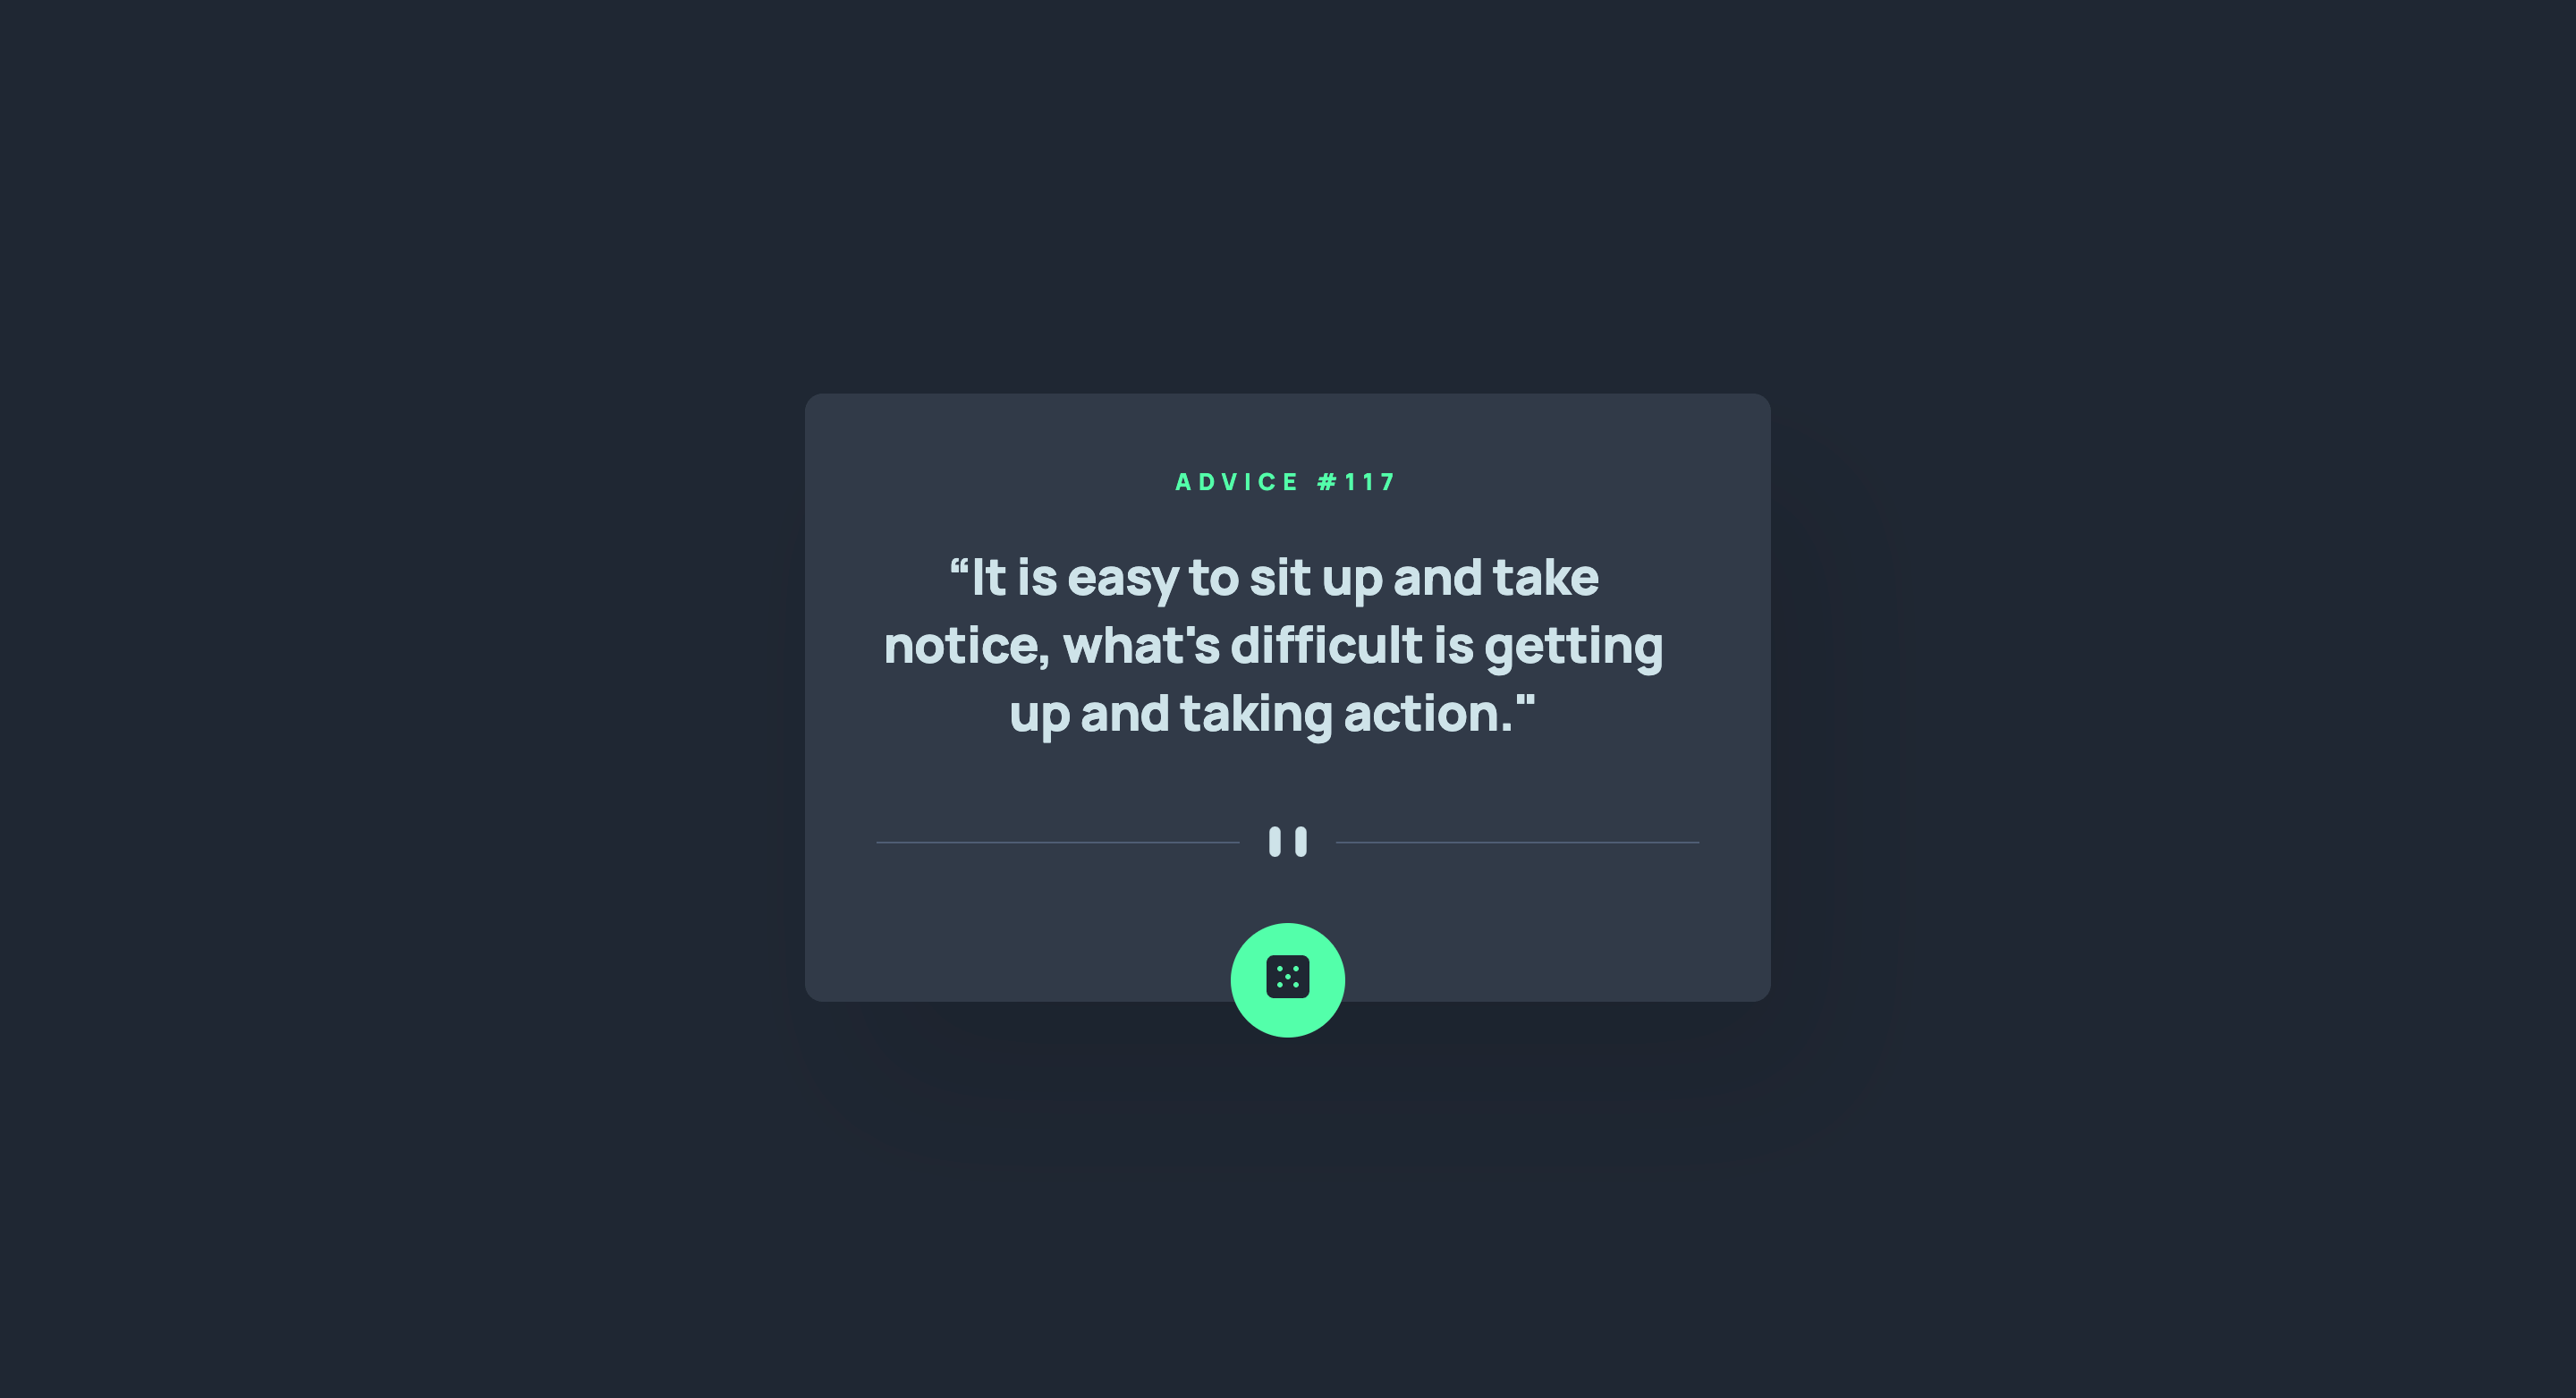 ADVICE #117
“It is easy to sit up and take
notice, what's difficult is getting
up and taking action."